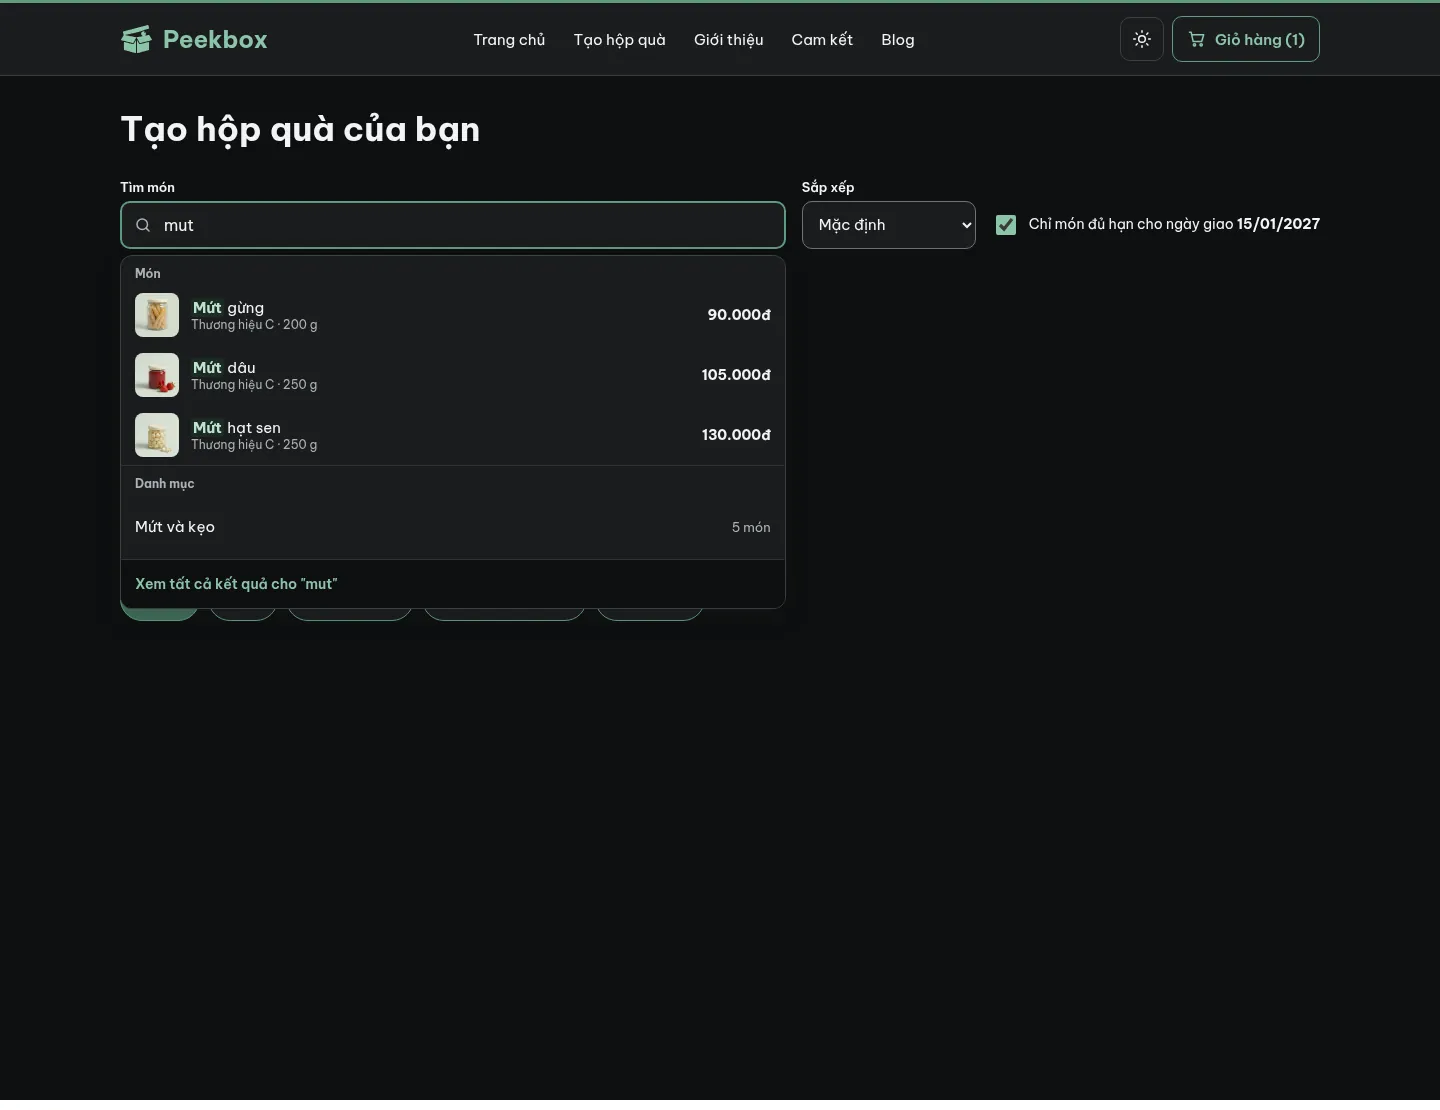 Peekbox
Trang chủ
Tạo hộp quà
Giới thiệu
Cam kết
Blog
Giỏ hàng (1)
Tạo hộp quà của bạn
Tìm món
mut
Sắp xếp
Mặc định
Chỉ món đủ hạn cho ngày giao 15/01/2027
Món
Mứt gừng
Thương hiệu C · 200 g
90.000đ
Mứt dâu
Thương hiệu C · 250 g
105.000đ
Mứt hạt sen
Thương hiệu C · 250 g
130.000đ
Danh mục
Mứt và kẹo
5 món
Xem tất cả kết quả cho "mut"